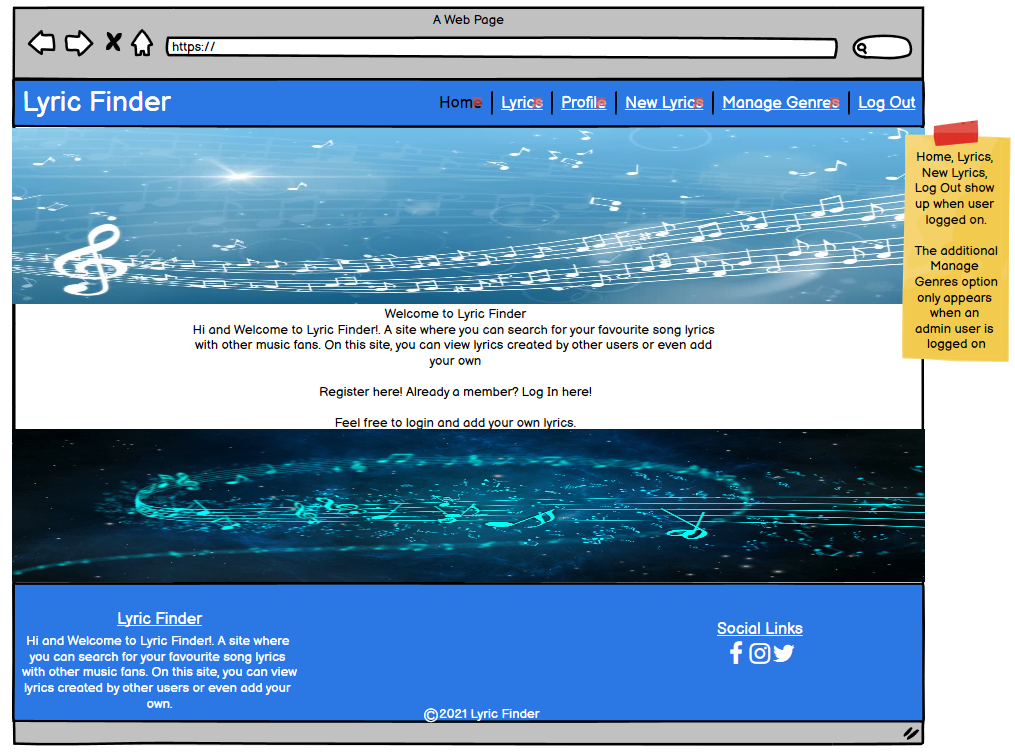 A Web Page
https://
Lyric Finder
Home
Lyrics
Profile
New Lyrics
Manage Genres
Log Out
Home, Lyrics,
New Lyrics,
Log Out show
up when user
logged on.
The additional
Manage
Genres option
only appears
when an
admin user is
logged on
Welcome to Lyric Finder
Hi and Welcome to Lyric Finder!. A site where you can search for your favourite song lyrics
with other music fans. On this site, you can view lyrics created by other users or even add
your own
Register here! Already a member? Log In here!
Feel free to login and add your own lyrics.
Lyric Finder
Hi and Welcome to Lyric Finder!. A site where
you can search for your favourite song lyrics
with other music fans. On this site, you can view
lyrics created by other users or even add your
own.
Social Links
©2021 Lyric Finder